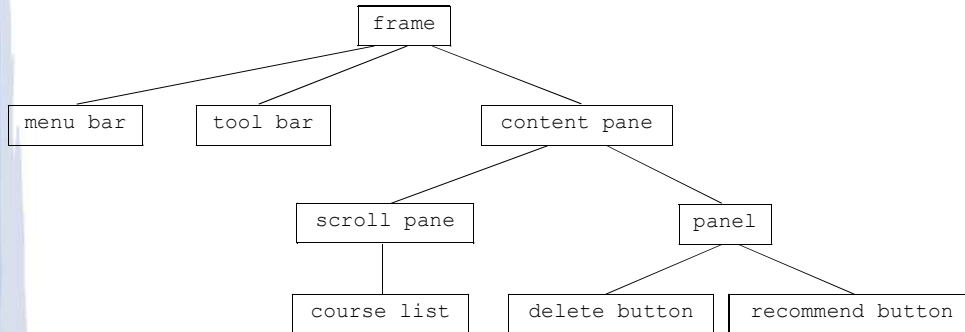 frame
menu bar
tool bar
content pane
scroll pane
panel
course list
delete button
recommend button